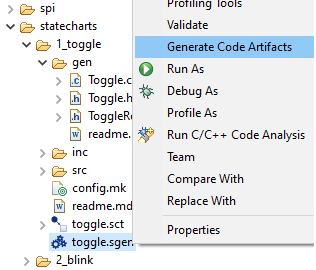 spi
statecharts
1_toggle
gen
Toggle.c
Toggle.h
ToggleRe
readme.
inc
src
config.mk
readme.md
toggle.sct
toggle.sgen
2_blink
Profiling Tools
Validate
Generate Code Artifacts
Run As
Debug As
Profile As
Run C/C++ Code Analysis
Team
Compare With
Replace With
Properties